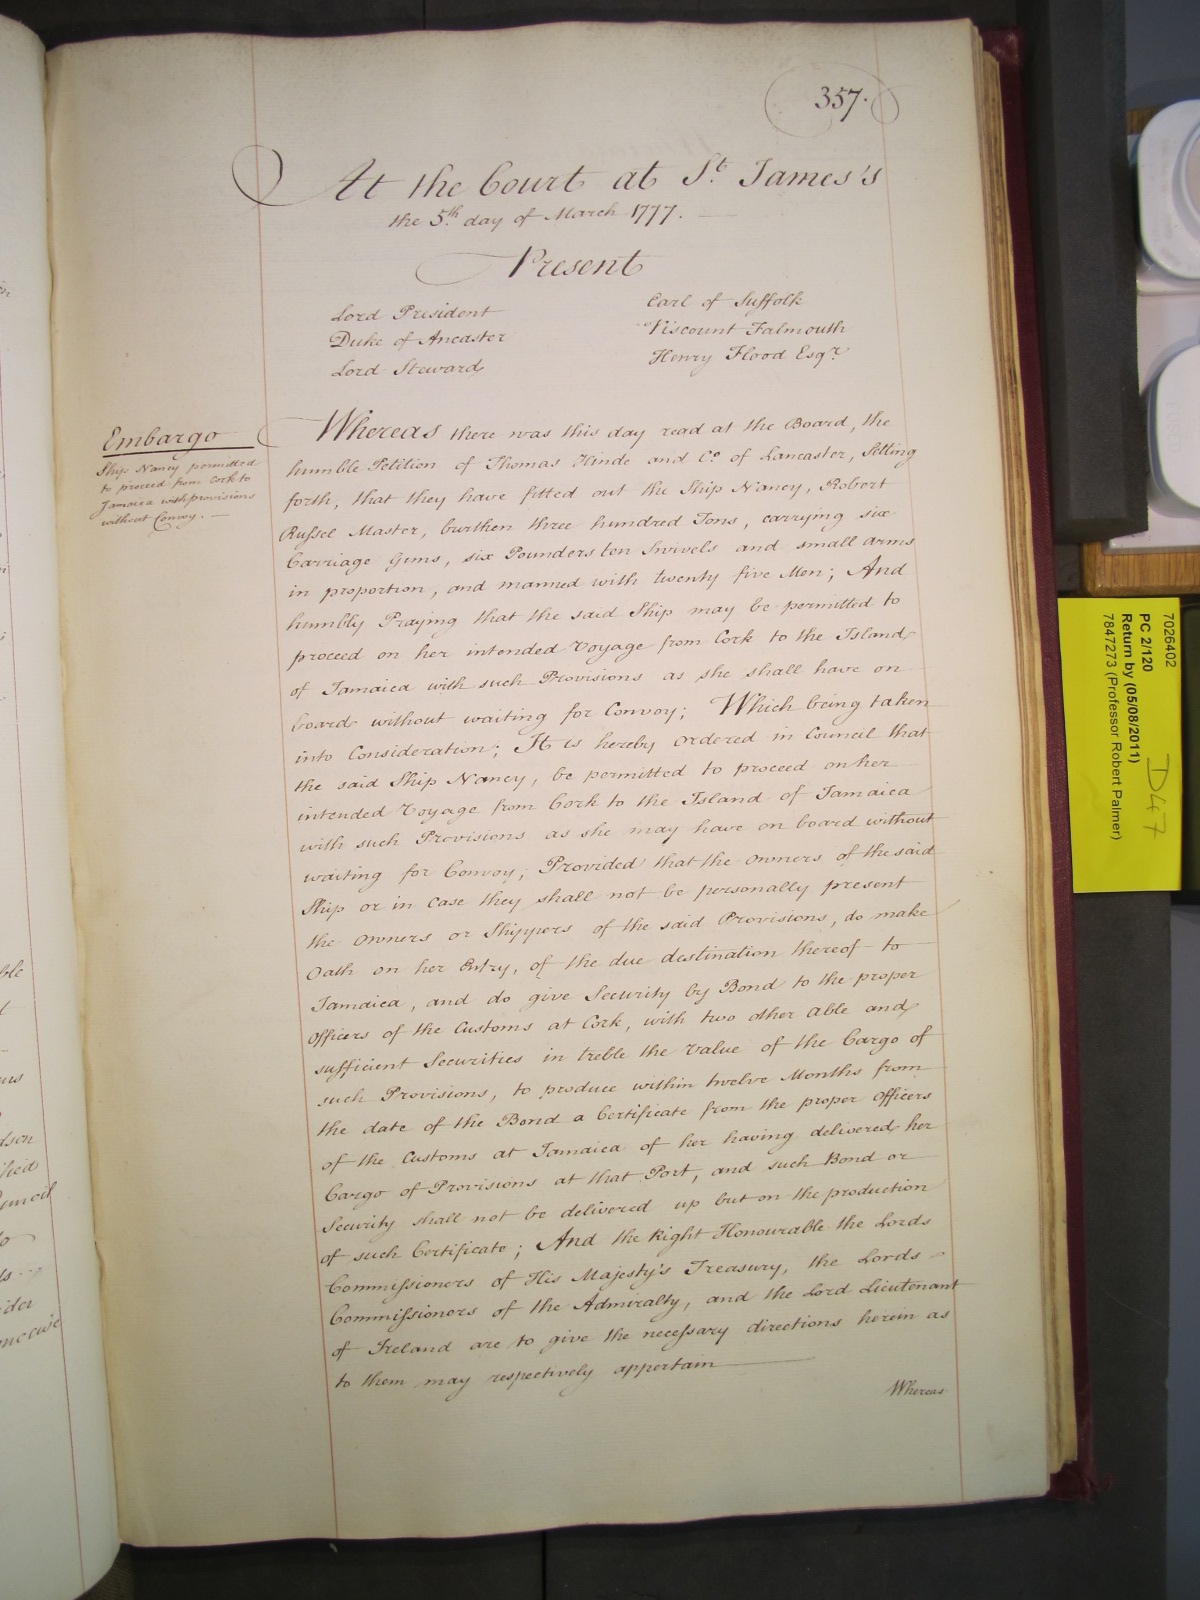 357.
At the Court at St. James's
the 5th. day of March 1777.
Present
Lord President
Duke of Ancaster
Lord Steward
Earl of Suffolk
Viscount Falmouth
Henry Flood Esqr.
Embargo
Ship Nancy permitted
to proceed from Cork to
Jamaica with provisions
without Convoy.
Whereas there was this day read at the Board, the
humble Petition of Thomas Hinde and Co. of Lancaster, Setting
forth, that they have fitted out the Ship Nancy, Robert
Russel Master, burthen three hundred Tons, carrying six
Carriage Guns, six Pounders ten Swivels and small arms
in proportion, and manned with twenty five Men; And
humbly Praying that the said Ship may be permitted to
proceed on her intended Voyage from Cork to the Island
of Jamaica with such Provisions as she shall have on
board without waiting for Convoy; Which being taken
into Consideration; It is hereby Ordered in Council that
the said Ship Nancy, be permitted to proceed on her
intended Voyage from Cork to the Island of Jamaica
with such Provisions as she may have on board without
waiting for Convoy; Provided that the Owners of the said
Ship or in case they shall not be personally present
the Owners or Shippers of the said Provisions, do make
Oath on her Entry, of the due destination thereof to
Jamaica, and do give Security by Bond to the proper
Officers of the Customs at Cork, with two other able and
sufficient Securities in treble the Value of the Cargo of
such Provisions, to produce within twelve Months from
the date of the Bond a Certificate from the proper Officers
of the Customs at Jamaica of her having delivered her
Cargo of Provisions at that Port, and such Bond or
Security shall not be delivered up but on the production
of such Certificate; And the Right Honourable the Lords
Commissioners of His Majesty's Treasury, the Lords
Commissioners of the Admiralty, and the Lord Lieutenant
of Ireland are to give the necessary directions herein as
to them may respectively appertain
Whereas
7026402
PC 2/120
Return by (05/08/2011)
7847273 (Professor Robert Palmer)
D47